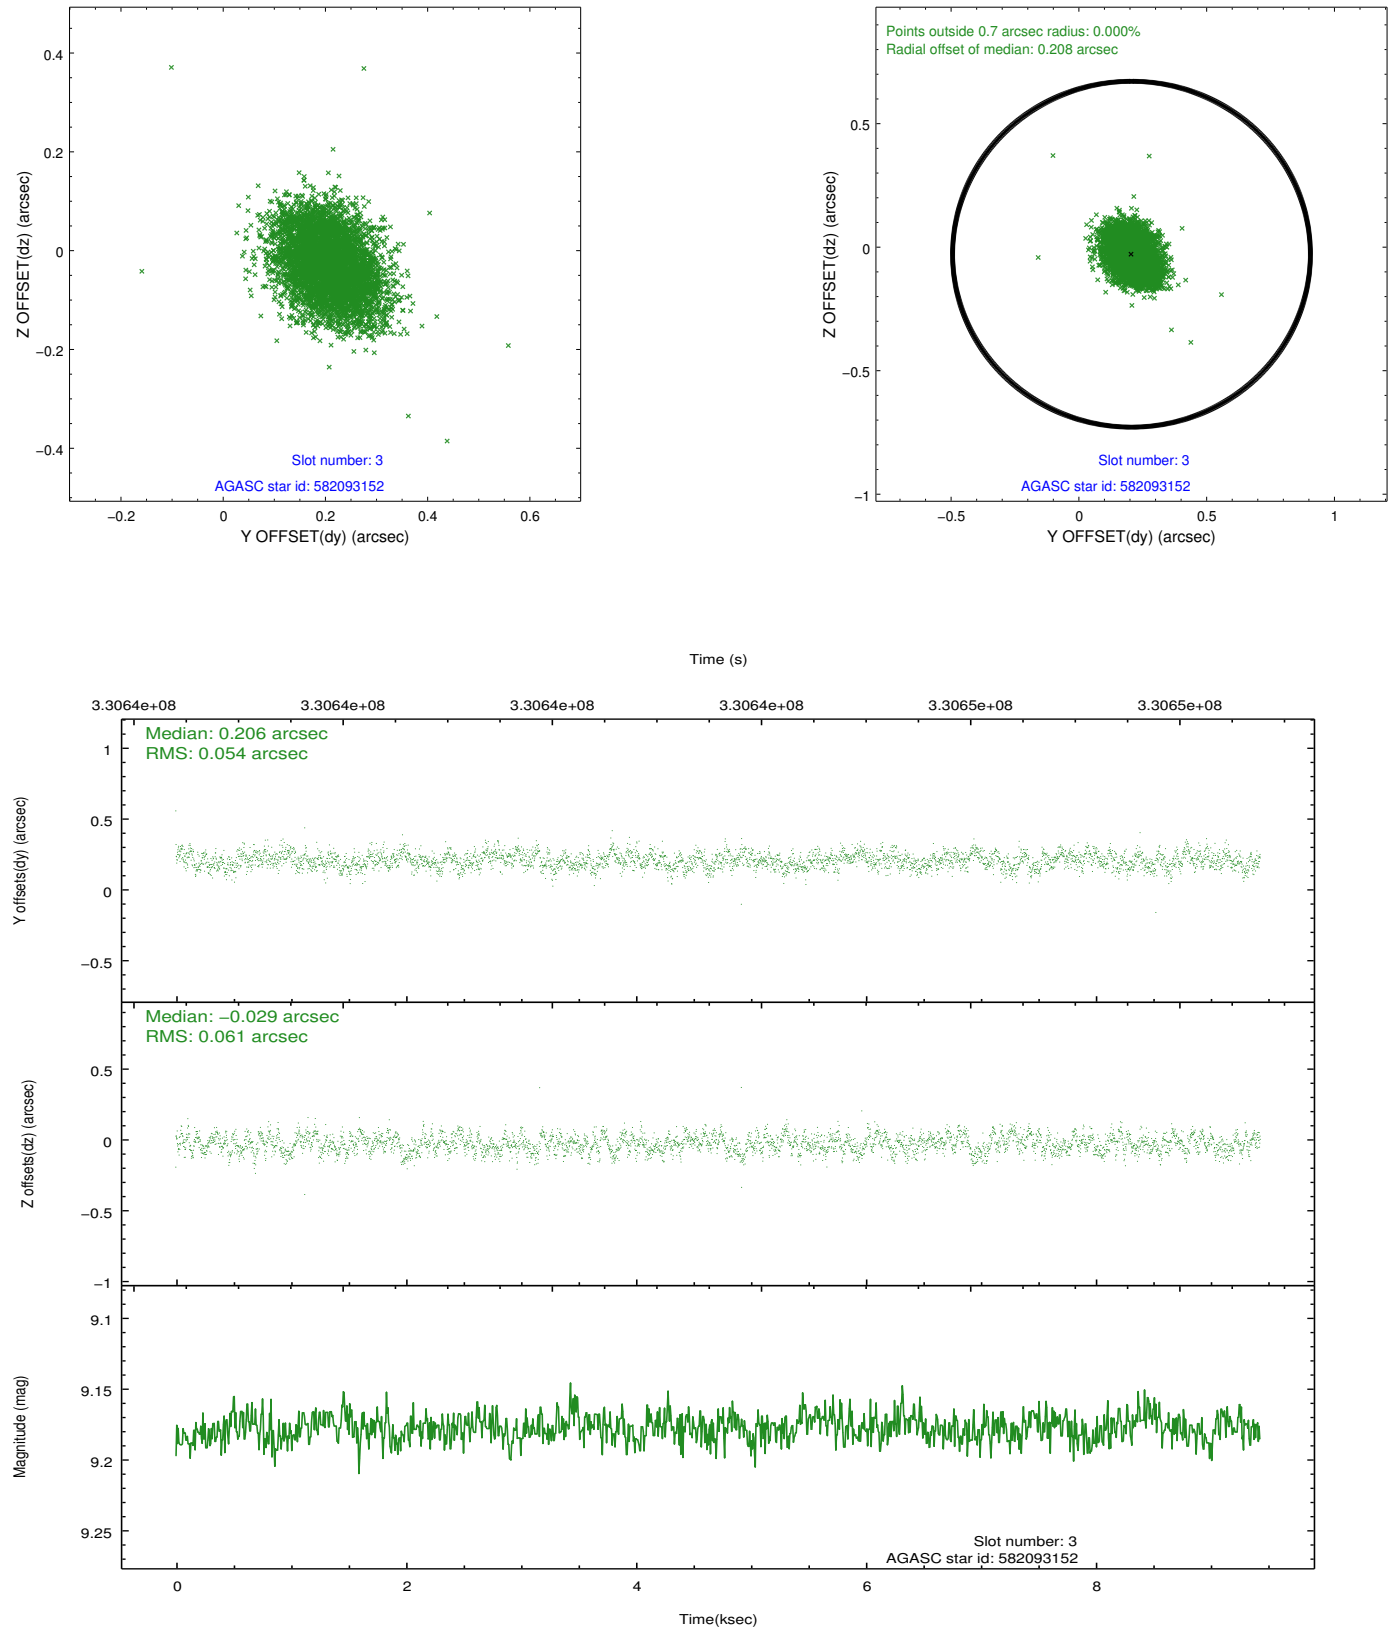 0.4
0.2
0
−0.2
−0.4
Z OFFSET(dz) (arcsec)
Slot number: 3
AGASC star id: 582093152
−0.2 0 0.2 0.4 0.6
Y OFFSET(dy) (arcsec)
Points outside 0.7 arcsec radius: 0.000%
Radial offset of median: 0.208 arcsec
0.5
0
−0.5
−1
Z OFFSET(dz) (arcsec)
Slot number: 3
AGASC star id: 582093152
−0.5 0 0.5 1
Y OFFSET(dy) (arcsec)
Time (s)
3.3064e+08 3.3064e+08 3.3064e+08 3.3064e+08 3.3065e+08 3.3065e+08
Median: 0.206 arcsec
RMS: 0.054 arcsec
1
0.5
0
−0.5
Y offsets(dy) (arcsec)
Median: −0.029 arcsec
RMS: 0.061 arcsec
0.5
0
−0.5
−1
Z offsets(dz) (arcsec)
9.1
9.15
9.2
9.25
Magnitude (mag)
Slot number: 3
AGASC star id: 582093152
0 2 4 6 8
Time(ksec)